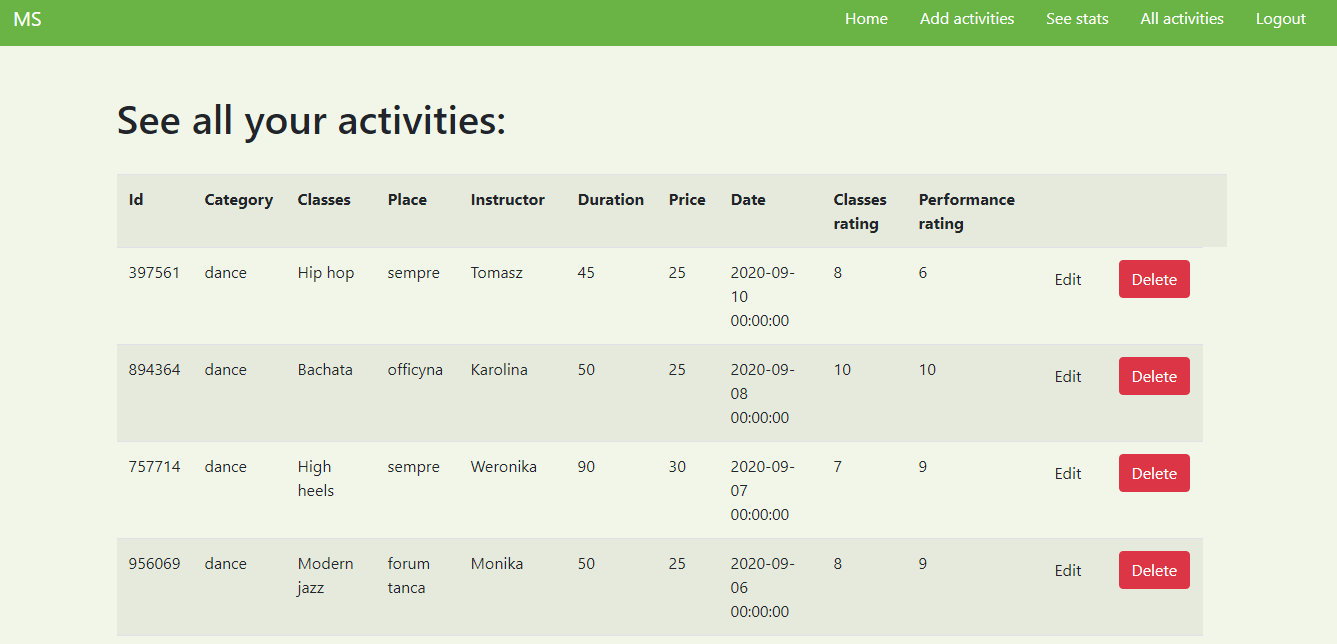 MS Home Add activities See stats All activities Logout
See all your activities:
Id Category Classes Place Instructor Duration Price Date Classes Performance
rating rating
397561 dance Hip hop sempre Tomasz 45 25 2020-09- 8 6 Edit Delete
10
00:00:00
894364 dance Bachata officyna Karolina 50 25 2020-09- 10 10 Edit Delete
08
00:00:00
757714 dance High sempre Weronika 90 30 2020-09- 7 9 Edit Delete
heels 07
00:00:00
956069 dance Modern forum Monika 50 25 2020-09- 8 9 Edit Delete
jazz tanca 06
00:00:00